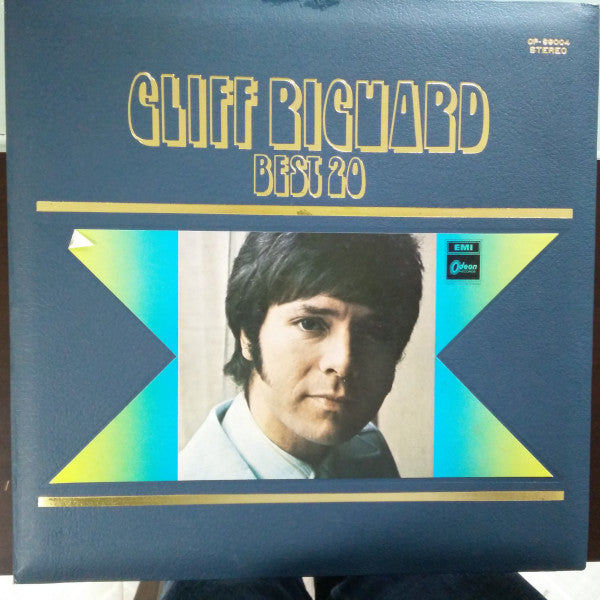 OP-88004
STEREO
CLIFF RICHARD
BEST 20
EMI
Odeon